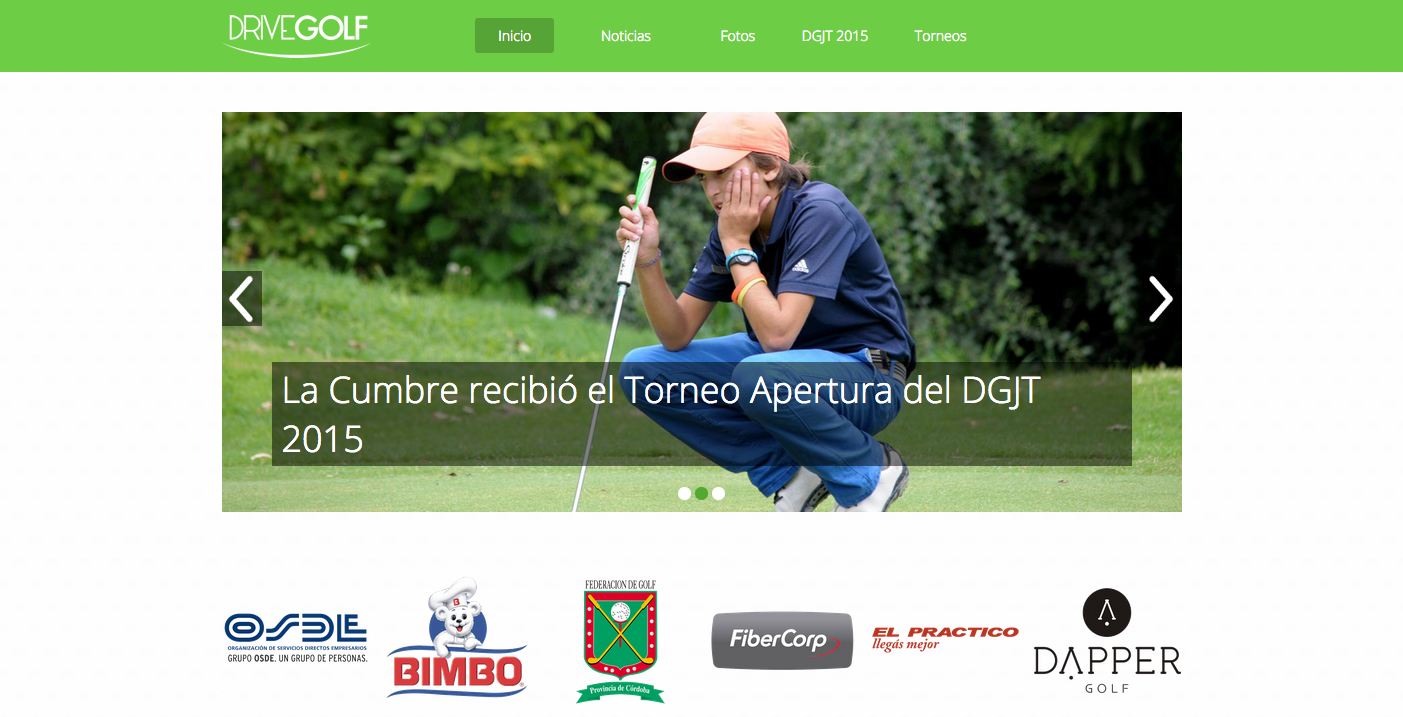 DRIVEGOLF
Inicio
Noticias
Fotos
DGJT 2015
Torneos
La Cumbre recibió el Torneo Apertura del DGJT
2015
OSDE
ORGANIZACIÓN DE SERVICIOS DIRECTOS EMPRESARIOS
GRUPO OSDE. UN GRUPO DE PERSONAS.
B
BIMBO
FEDERACION DE GOLF
Provincia de Córdoba
FiberCorp
EL PRACTICO
llegás mejor
DAPPER
GOLF